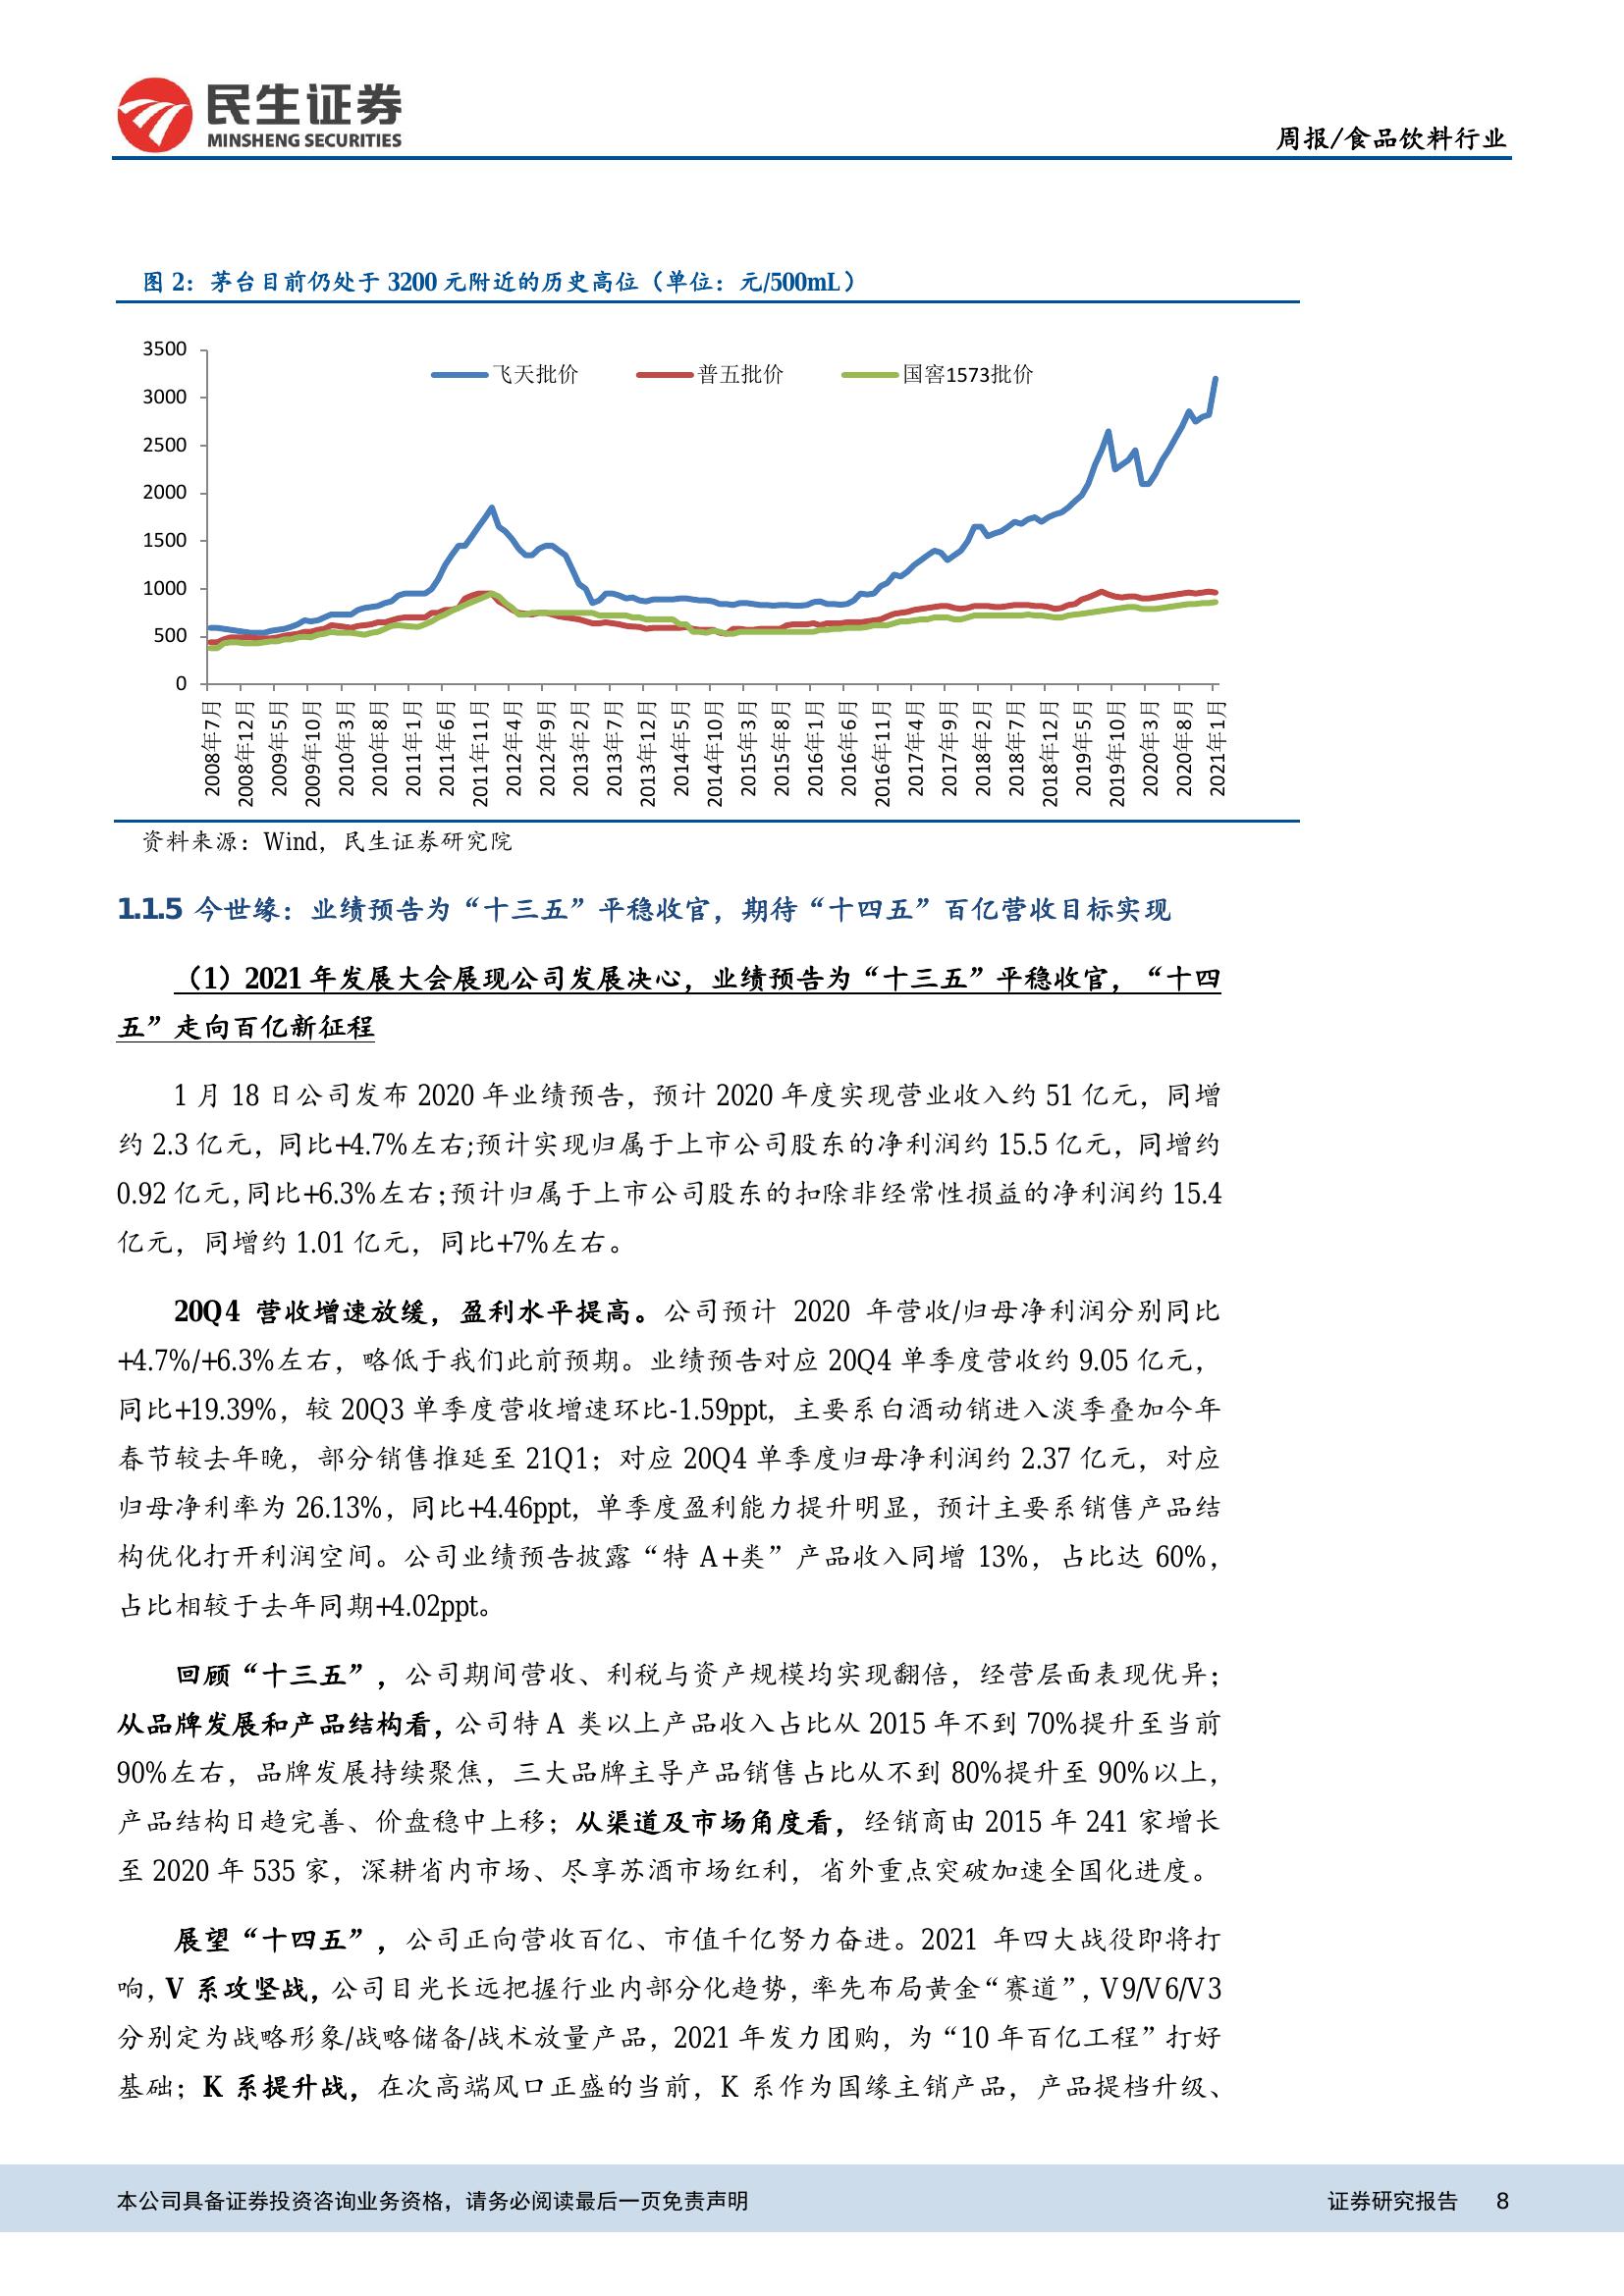 民生证券
MINSHENG SECURITIES
周报/食品饮料行业
图 2：茅台目前仍处于 3200 元附近的历史高位（单位：元/500mL）
3500
3000
2500
2000
1500
1000
500
0
飞天批价 普五批价 国窖1573批价
2008年7月 2008年12月 2009年5月 2009年10月 2010年3月 2010年8月 2011年1月 2011年6月 2011年11月 2012年4月 2012年9月 2013年2月 2013年7月 2013年12月 2014年5月 2014年10月 2015年3月 2015年8月 2016年1月 2016年6月 2016年11月 2017年4月 2017年9月 2018年2月 2018年7月 2018年12月 2019年5月 2019年10月 2020年3月 2020年8月 2021年1月
资料来源：Wind，民生证券研究院
1.1.5 今世缘：业绩预告为“十三五”平稳收官，期待“十四五”百亿营收目标实现
（1）2021 年发展大会展现公司发展决心，业绩预告为“十三五”平稳收官，“十四
五”走向百亿新征程
1 月 18 日公司发布 2020 年业绩预告，预计 2020 年度实现营业收入约 51 亿元，同增
约 2.3 亿元，同比+4.7%左右;预计实现归属于上市公司股东的净利润约 15.5 亿元，同增约
0.92 亿元，同比+6.3%左右；预计归属于上市公司股东的扣除非经常性损益的净利润约 15.4
亿元，同增约 1.01 亿元，同比+7%左右。
20Q4 营收增速放缓，盈利水平提高。公司预计 2020 年营收/归母净利润分别同比
+4.7%/+6.3%左右，略低于我们此前预期。业绩预告对应 20Q4 单季度营收约 9.05 亿元，
同比+19.39%，较 20Q3 单季度营收增速环比-1.59ppt，主要系白酒动销进入淡季叠加今年
春节较去年晚，部分销售推延至 21Q1；对应 20Q4 单季度归母净利润约 2.37 亿元，对应
归母净利率为 26.13%，同比+4.46ppt，单季度盈利能力提升明显，预计主要系销售产品结
构优化打开利润空间。公司业绩预告披露“特 A+类”产品收入同增 13%，占比达 60%，
占比相较于去年同期+4.02ppt。
回顾“十三五”，公司期间营收、利税与资产规模均实现翻倍，经营层面表现优异；
从品牌发展和产品结构看，公司特 A 类以上产品收入占比从 2015 年不到 70%提升至当前
90%左右，品牌发展持续聚焦，三大品牌主导产品销售占比从不到 80%提升至 90%以上，
产品结构日趋完善、价盘稳中上移；从渠道及市场角度看，经销商由 2015 年 241 家增长
至 2020 年 535 家，深耕省内市场、尽享苏酒市场红利，省外重点突破加速全国化进度。
展望“十四五”，公司正向营收百亿、市值千亿努力奋进。2021 年四大战役即将打
响，V 系攻坚战，公司目光长远把握行业内部分化趋势，率先布局黄金“赛道”，V9/V6/V3
分别定为战略形象/战略储备/战术放量产品，2021 年发力团购，为“10 年百亿工程”打好
基础；K 系提升战，在次高端风口正盛的当前，K 系作为国缘主销产品，产品提档升级、
本公司具备证券投资咨询业务资格，请务必阅读最后一页免责声明
证券研究报告 8